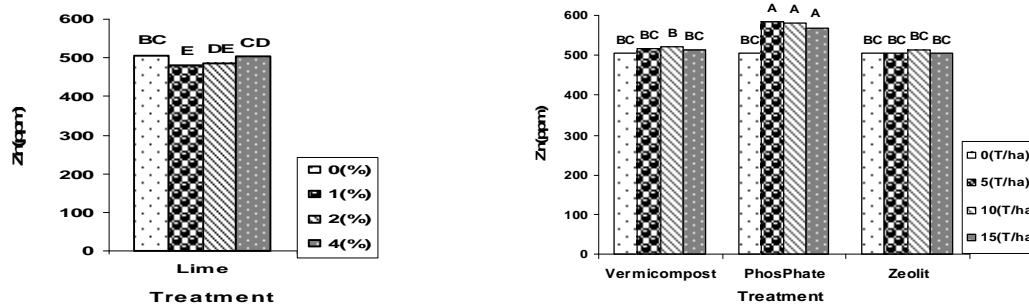 600
500
400
300
200
100
0
Zn(ppm)
BC E DE CD
Lime
Treatment
0(%)
1(%)
2(%)
4(%)
600
500
400
300
200
100
0
Zn(ppm)
BC BC B BC BC A A A BC BC BC BC
Vermicompost PhosPhate Zeolit
Treatment
0(T/ha)
5(T/ha)
10(T/ha
15(T/ha